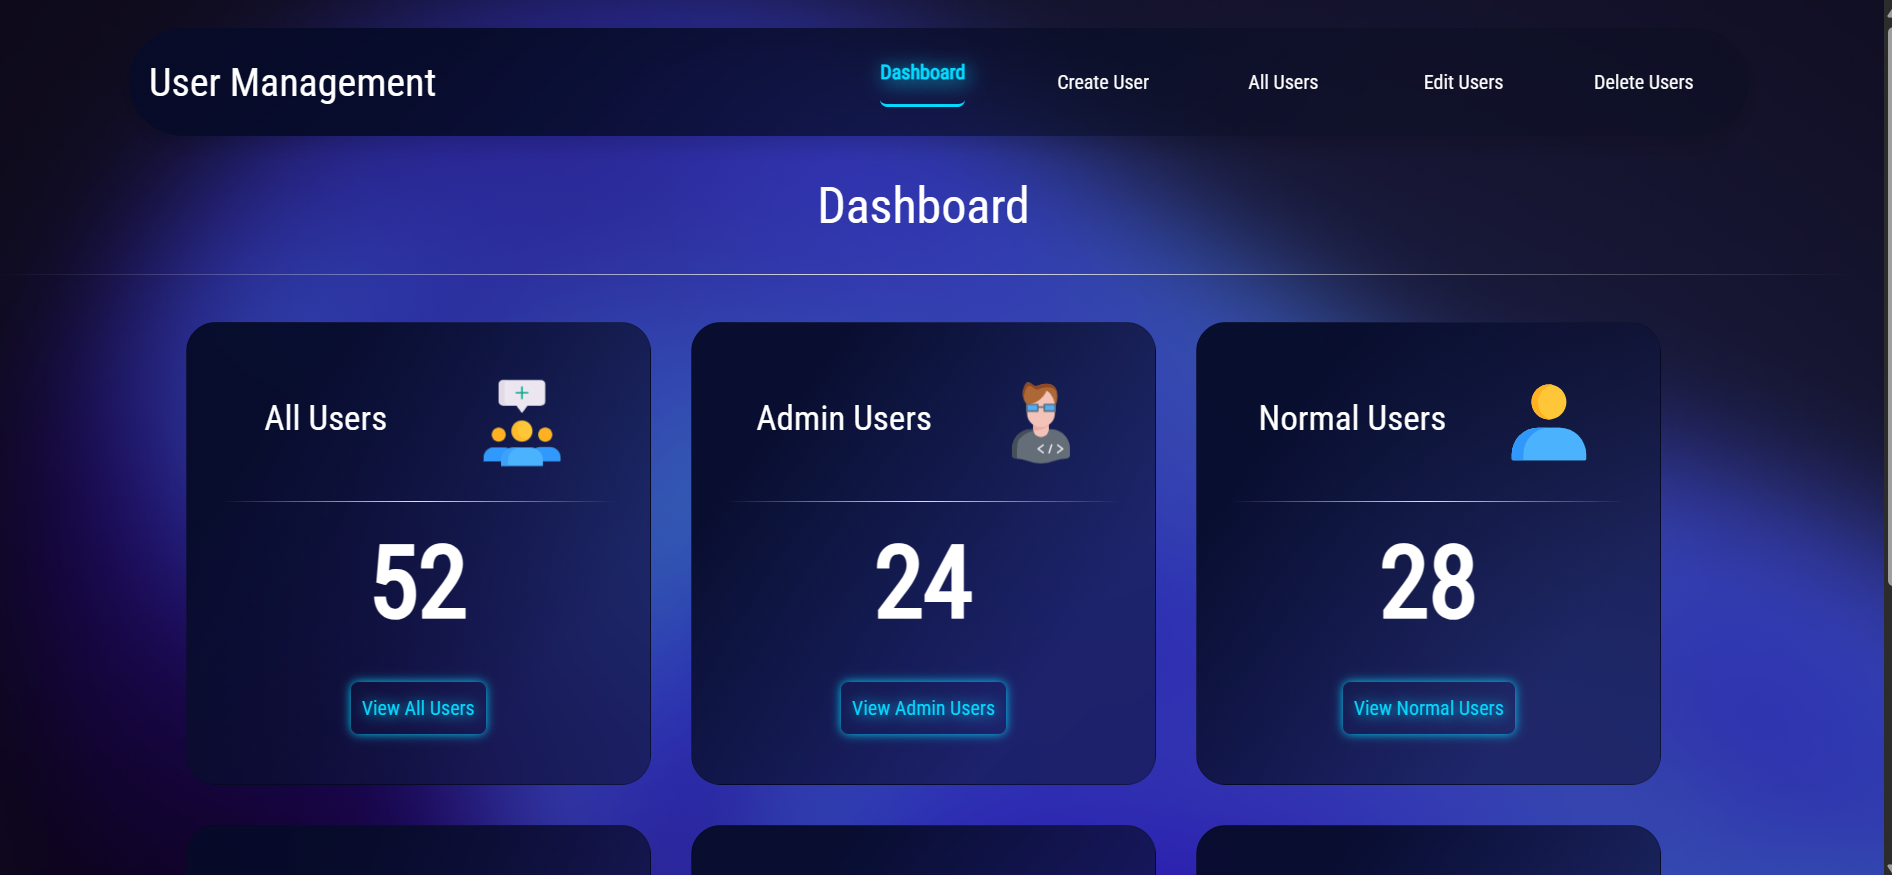 User Management
Dashboard
Create User
All Users
Edit Users
Delete Users
Dashboard
All Users
Admin Users
</>
Normal Users
52
24
28
View All Users
View Admin Users
View Normal Users